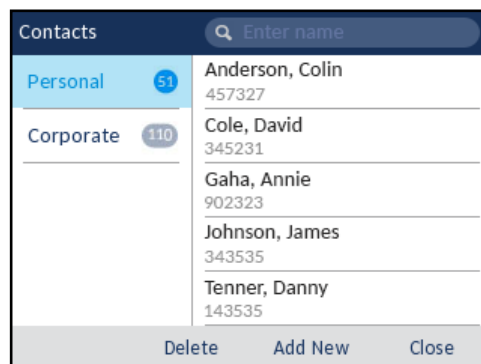 Contacts
Enter name
Personal 51
Corporate 110
Anderson, Colin
457327
Cole, David
345231
Gaha, Annie
902323
Johnson, James
343535
Tenner, Danny
143535
Delete Add New Close